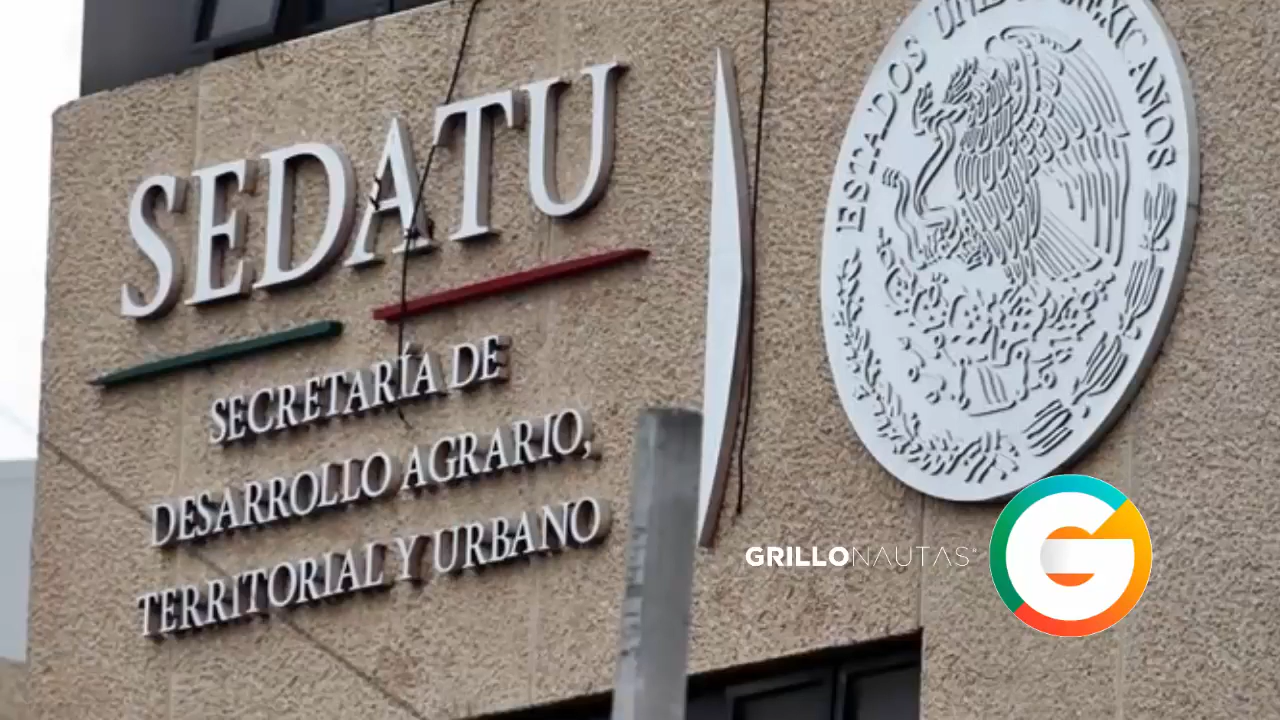 SEDATU
SECRETARÍA DE
DESARROLLO AGRARIO,
TERRITORIAL Y URBANO
ESTADOS UNIDOS MEXICANOS
GRILLONAUTAS
G